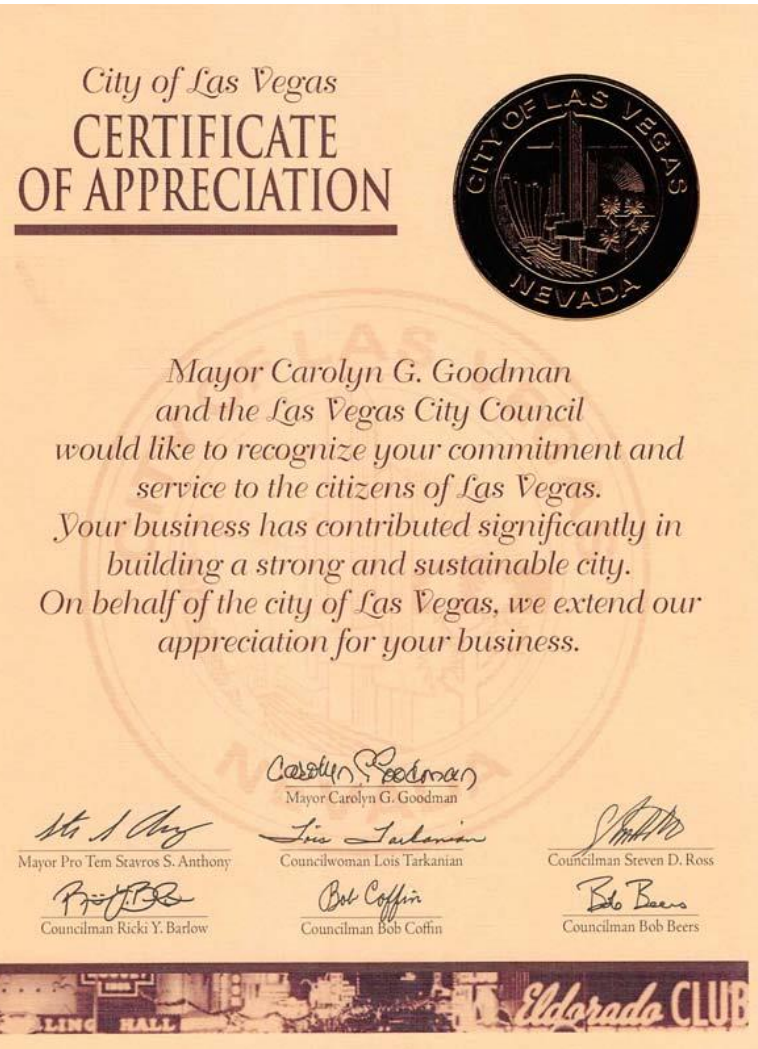 City of Las Vegas
CERTIFICATE
OF APPRECIATION
CITY OF LAS VEGAS
NEVADA
Mayor Carolyn G. Goodman
and the Las Vegas City Council
would like to recognize your commitment and
service to the citizens of Las Vegas.
Your business has contributed significantly in
building a strong and sustainable city.
On behalf of the city of Las Vegas, we extend our
appreciation for your business.
Carolyn G. Goodman
Mayor Carolyn G. Goodman
Lois Tarkanian
Mayor Pro Tem Stavros S. Anthony
Councilwoman Lois Tarkanian
Councilman Steven D. Ross
Bob Coffin
Bob Beers
Councilman Ricki Y. Barlow
Councilman Bob Coffin
Councilman Bob Beers
LING HALL
Eldorado CLUB